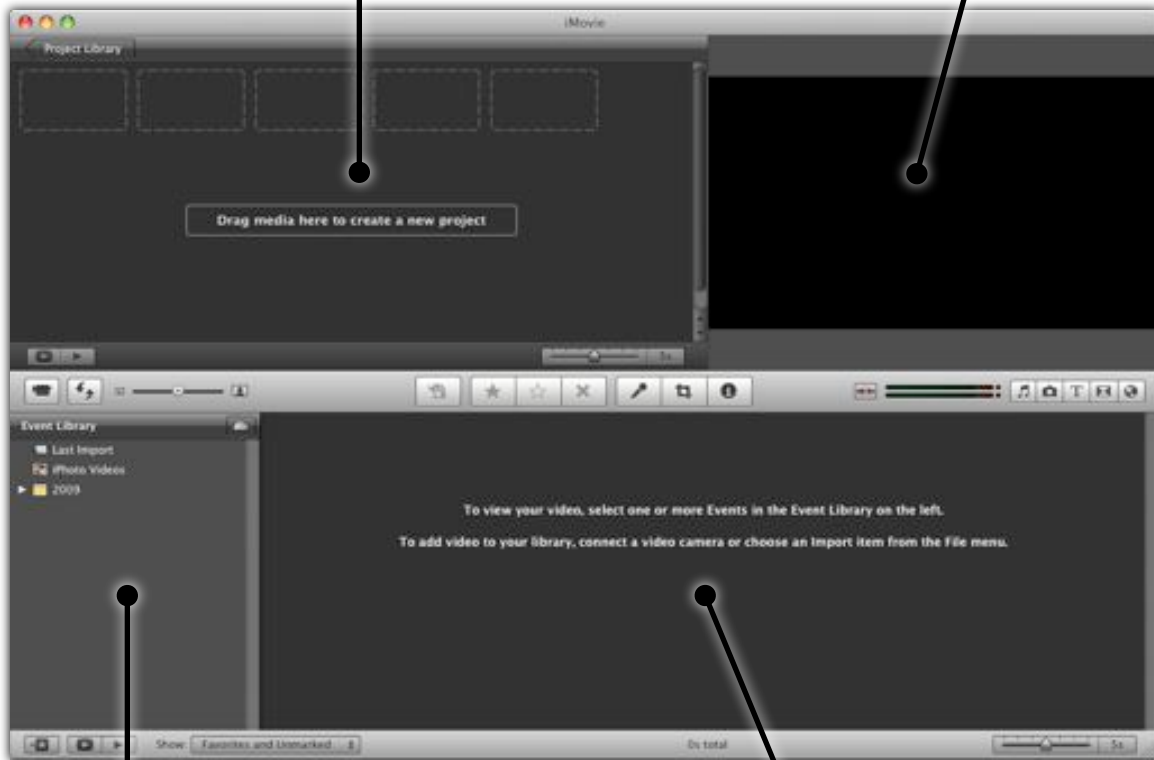 iMovie
Project Library
Drag media here to create a new project
1s
T
Event Library
Last Import
iPhoto Videos
2009
To view your video, select one or more Events in the Event Library on the left.
To add video to your library, connect a video camera or choose an Import item from the File menu.
Show: Favorites and Unmarked
0s total
5s